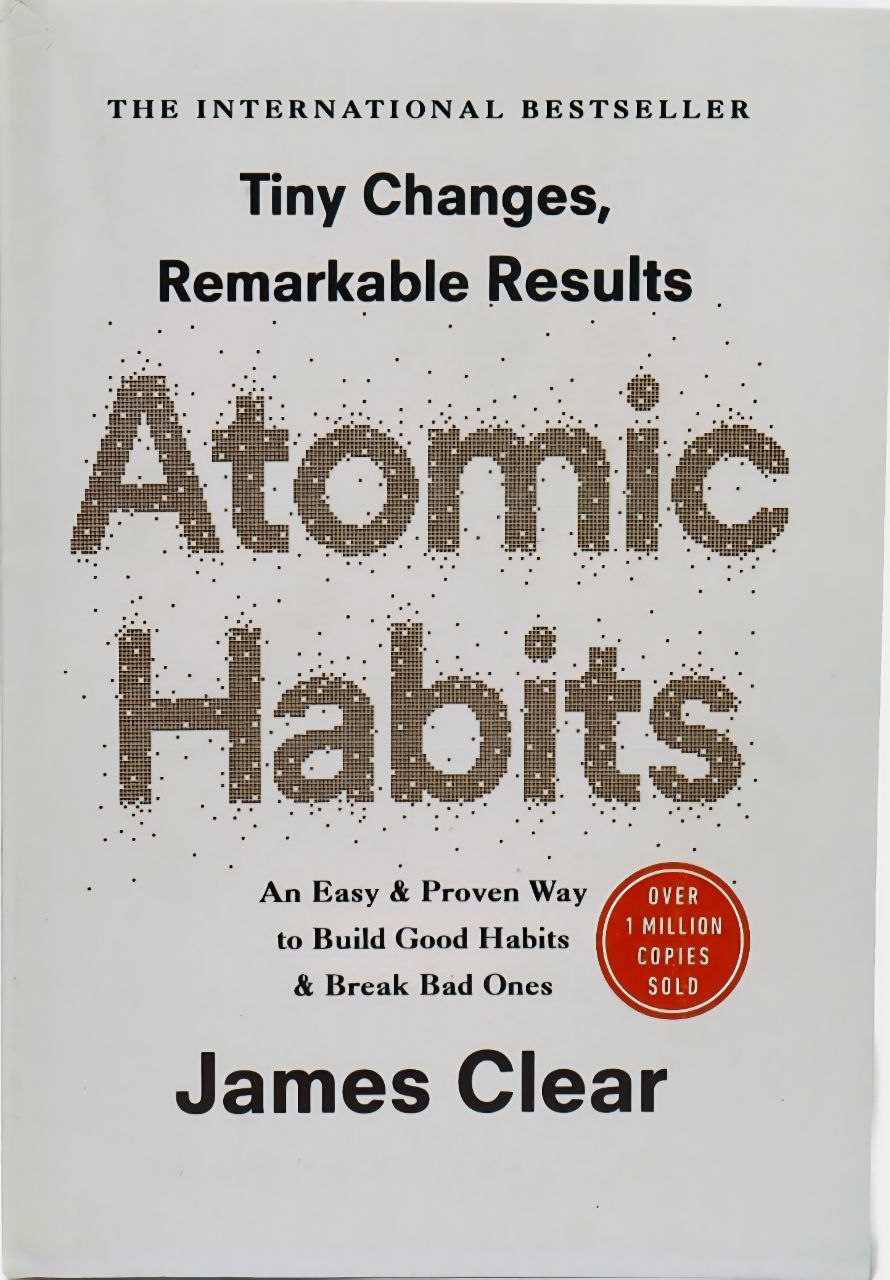 THE INTERNATIONAL BESTSELLER
Tiny Changes,
Remarkable Results
Atomic
Habits
An Easy & Proven Way
to Build Good Habits
& Break Bad Ones
OVER
1 MILLION
COPIES
SOLD
James Clear